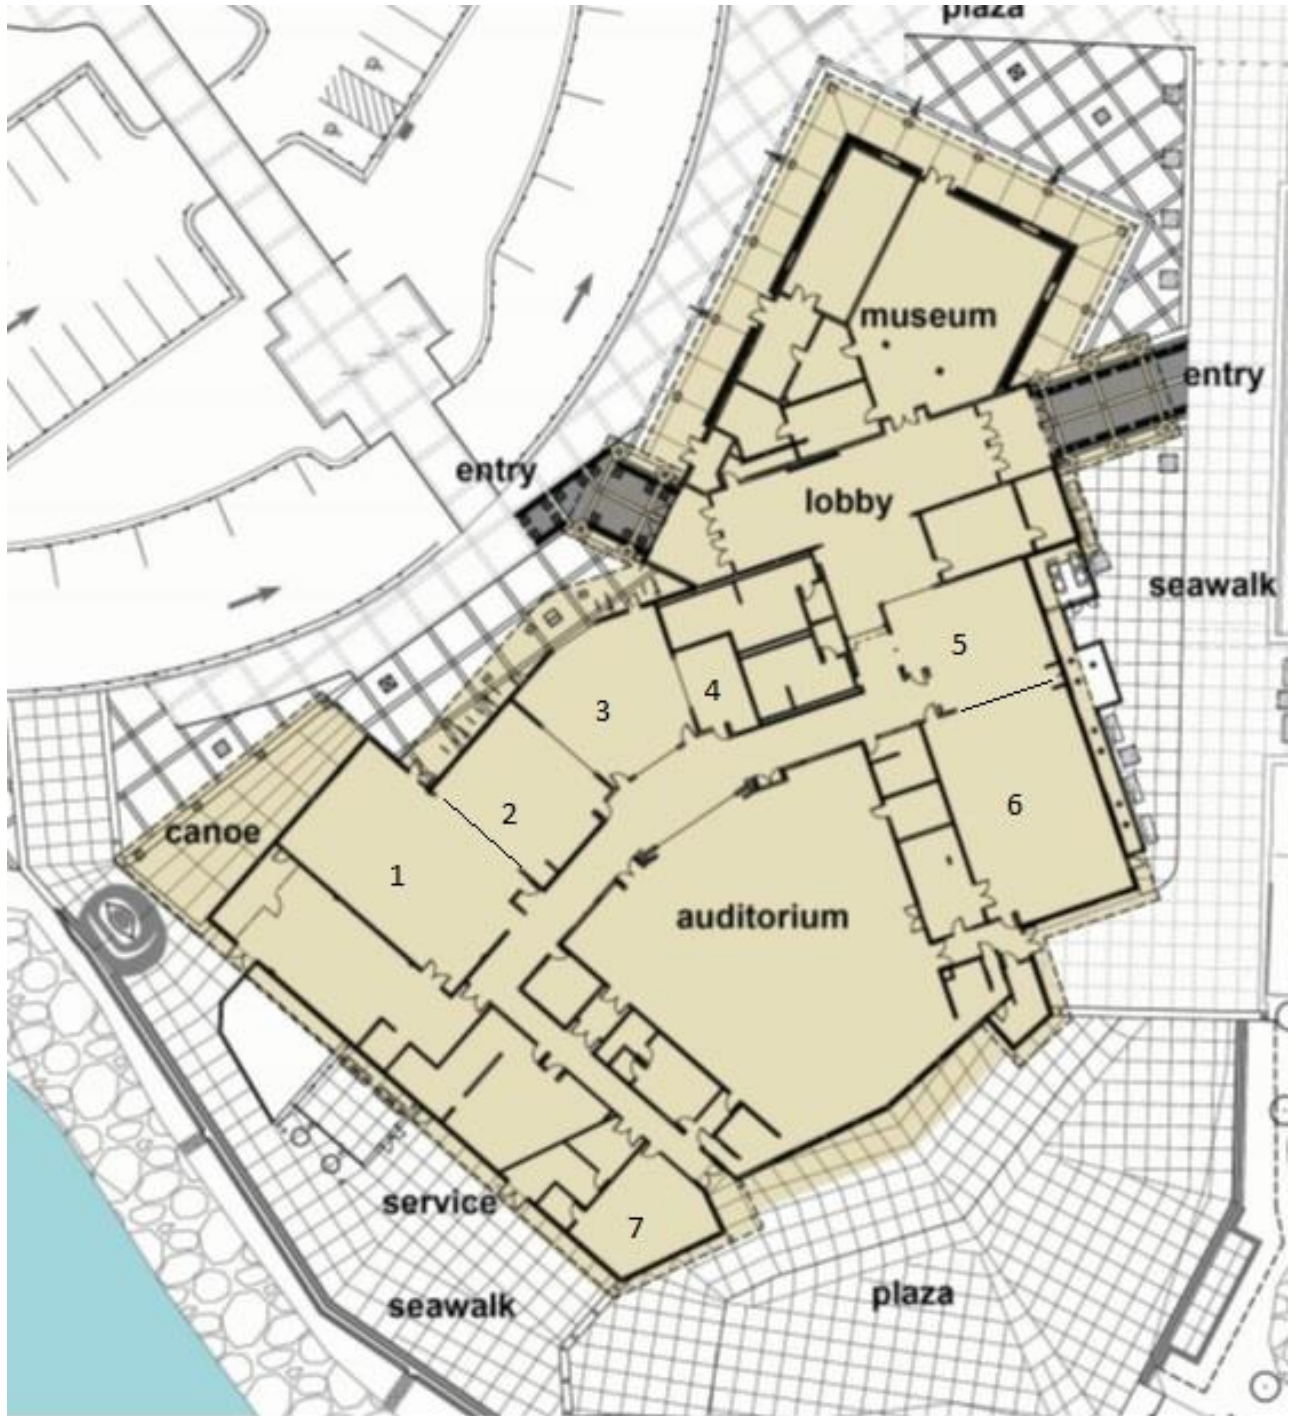 plaza
museum
entry
entry
lobby
seawalk
5
4
3
6
2
canoe
1
auditorium
service
7
plaza
seawalk